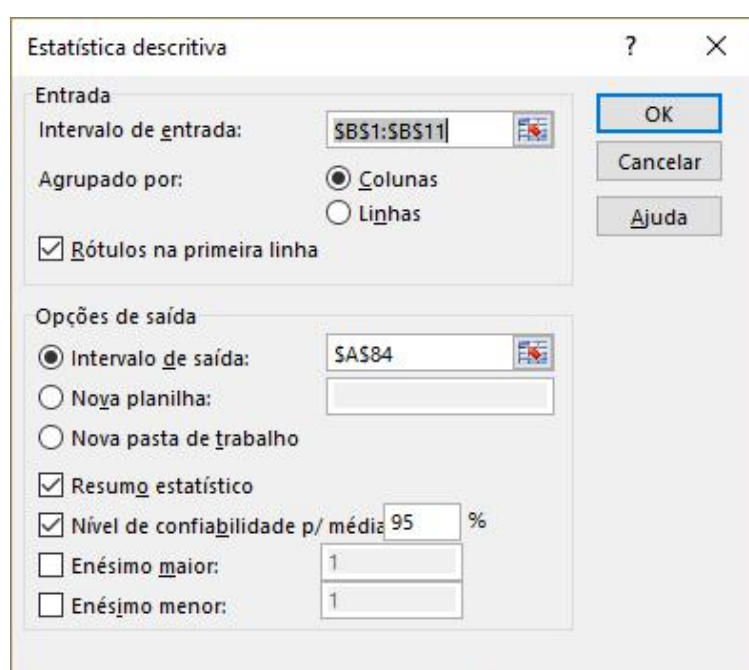 Estatística descritiva ? X
Entrada
Intervalo de entrada: $B$1:$B$11
OK
Cancelar
Agrupado por: Colunas
Linhas
Ajuda
Rótulos na primeira linha
Opções de saída
Intervalo de saída: $A$84
Nova planilha:
Nova pasta de trabalho
Resumo estatístico
Nível de confiabilidade p/ média 95 %
Enésimo maior: 1
Enésimo menor: 1